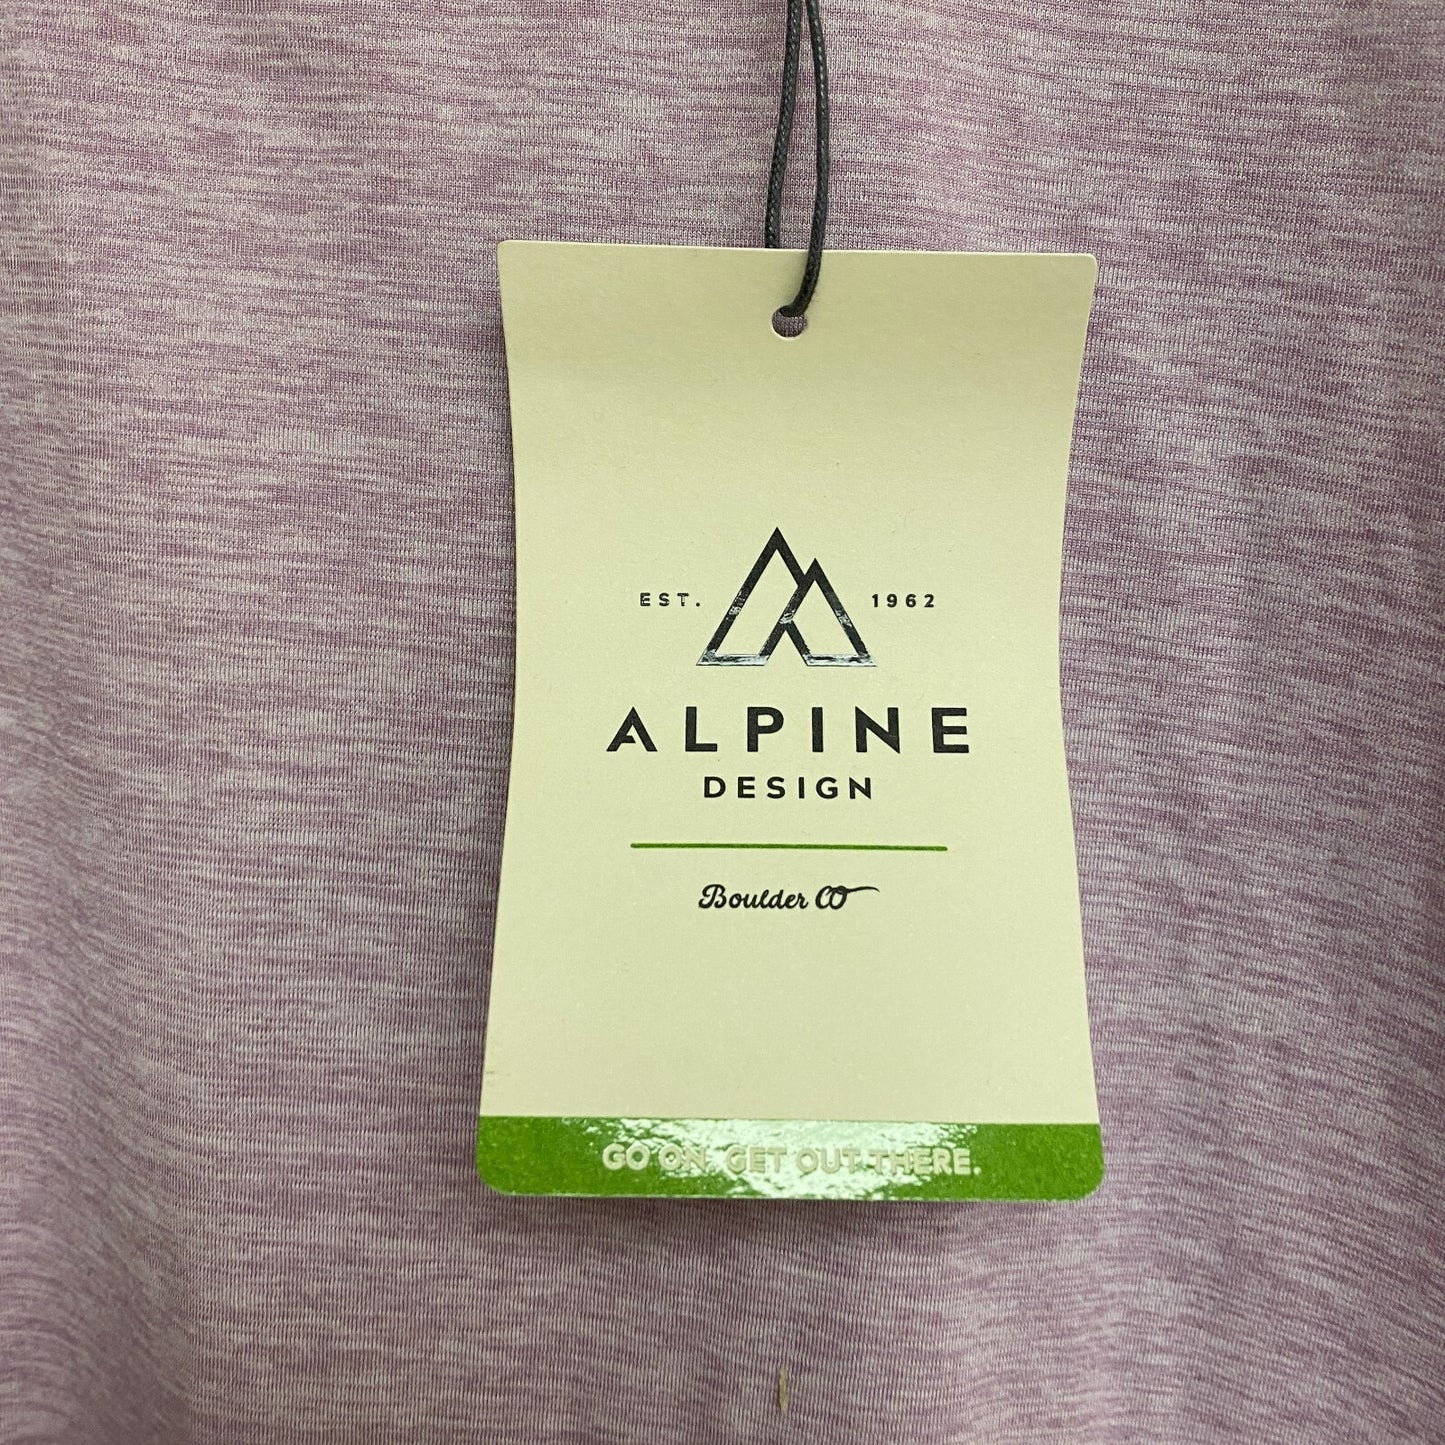 EST. 1962
ALPINE
DESIGN
Boulder CO
GO ON. GET OUT THERE.